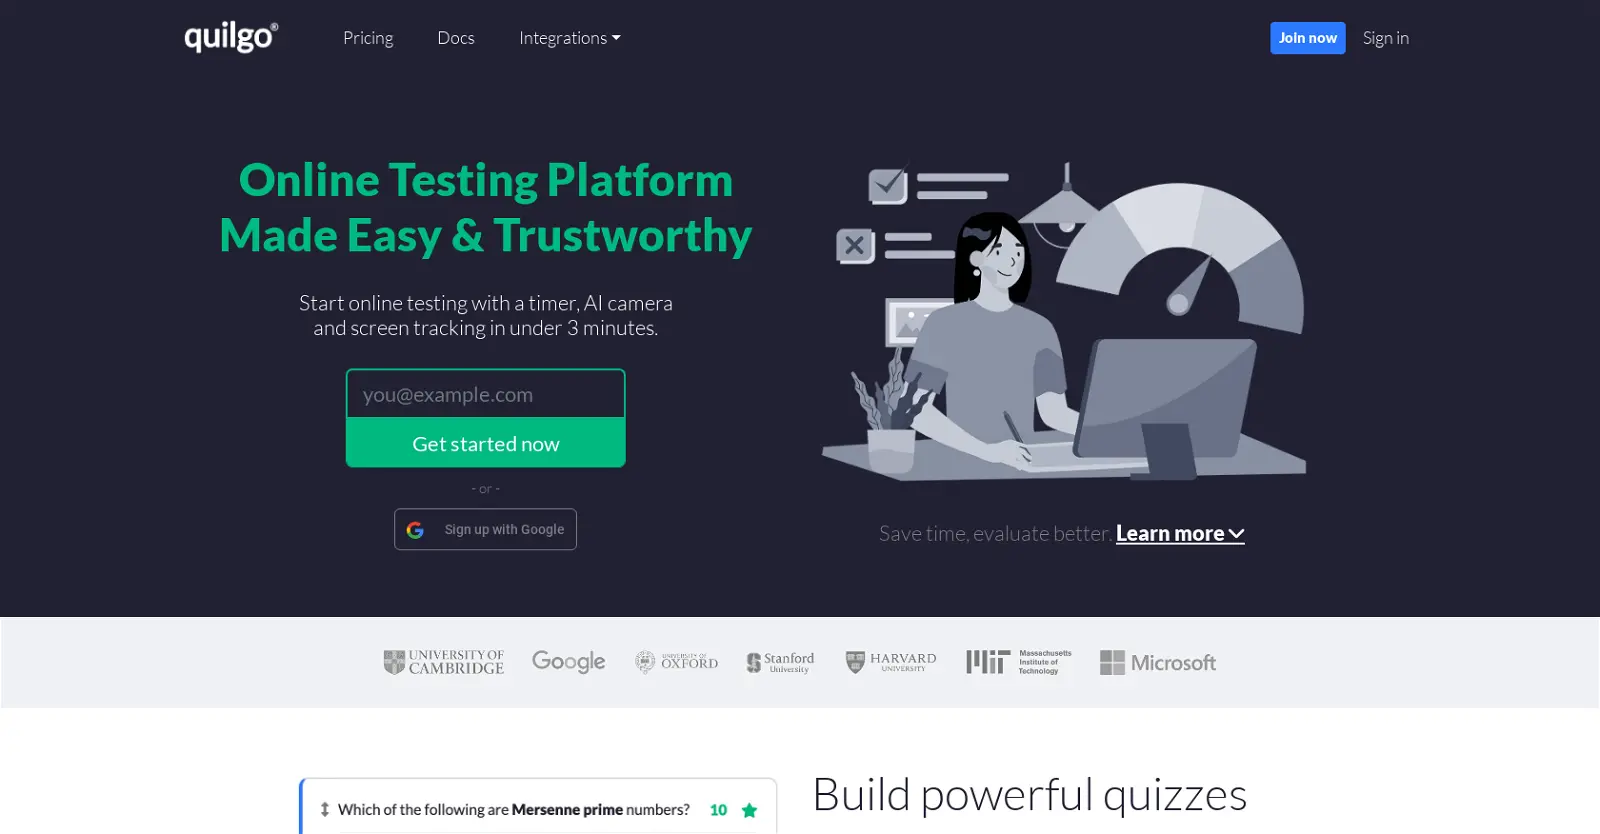 quilgo®
Pricing
Docs
Integrations
Join now
Sign in
Online Testing Platform
Made Easy & Trustworthy
Start online testing with a timer, AI camera
and screen tracking in under 3 minutes.
you@example.com
Get started now
- or -
Sign up with Google
Save time, evaluate better. Learn more
UNIVERSITY OF
CAMBRIDGE
Google
UNIVERSITY OF
OXFORD
Stanford
University
HARVARD
UNIVERSITY
MIT
Massachusetts
Institute of
Technology
Microsoft
Which of the following are Mersenne prime numbers?
10
Build powerful quizzes